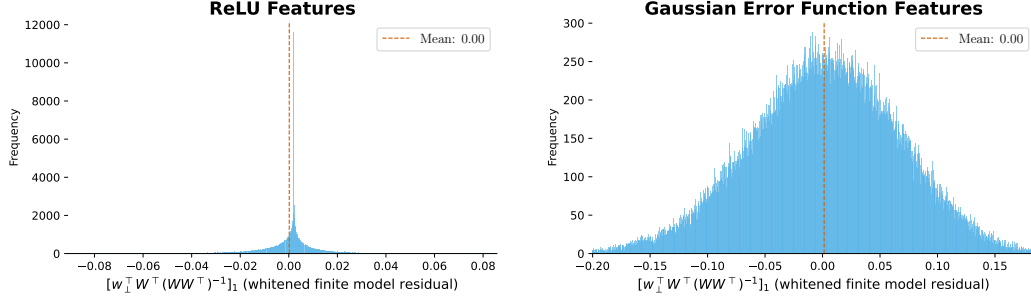 ReLU Features
12000
10000
8000
6000
4000
2000
0
Frequency
Mean: 0.00
−0.08 −0.06 −0.04 −0.02 0.00 0.02 0.04 0.06 0.08
[w⊥⊤W⊤(WW⊤)−1]1 (whitened finite model residual)
Gaussian Error Function Features
300
250
200
150
100
50
0
Frequency
Mean: 0.00
−0.20 −0.15 −0.10 −0.05 0.00 0.05 0.10 0.15
[w⊥⊤W⊤(WW⊤)−1]1 (whitened finite model residual)